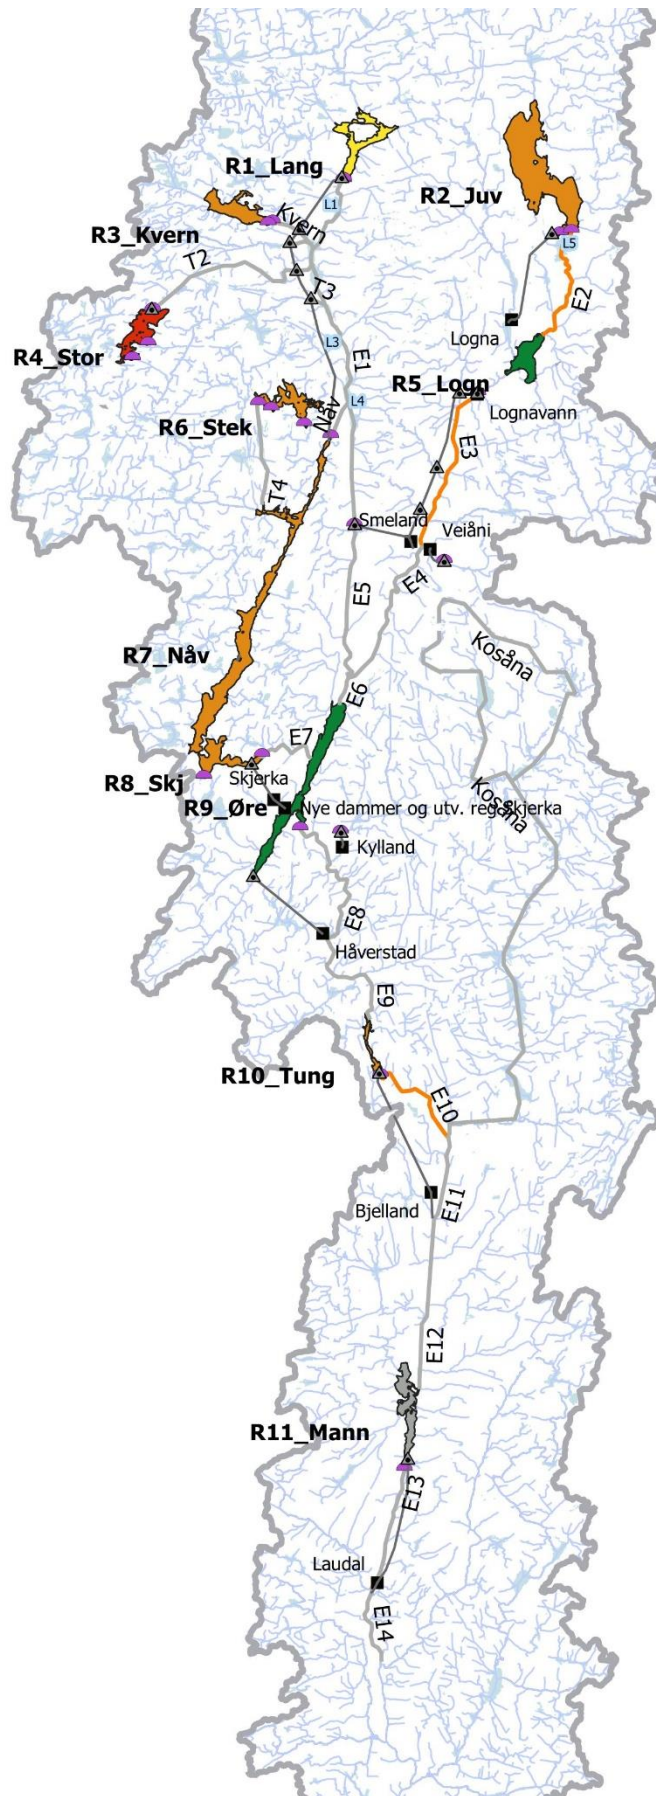 R1_Lang
R2_Juv
L1
Kvern
R3_Kvern
L5
T2
T3
E2
Logna
L3
E1
R4_Stor
R5_Logn
L4
Nåv
Lognavann
R6_Stek
E3
T4
Smeland
Veiåni
E4
E5
Kosåna
R7_Nåv
E6
E7
R8_Skj
Skjerka
R9_Øre
Nye dammer og utv. reg Skjerka
Kosåna
Kylland
E8
Håverstad
E9
R10_Tung
E10
Bjelland
E11
E12
R11_Mann
E13
Laudal
E14